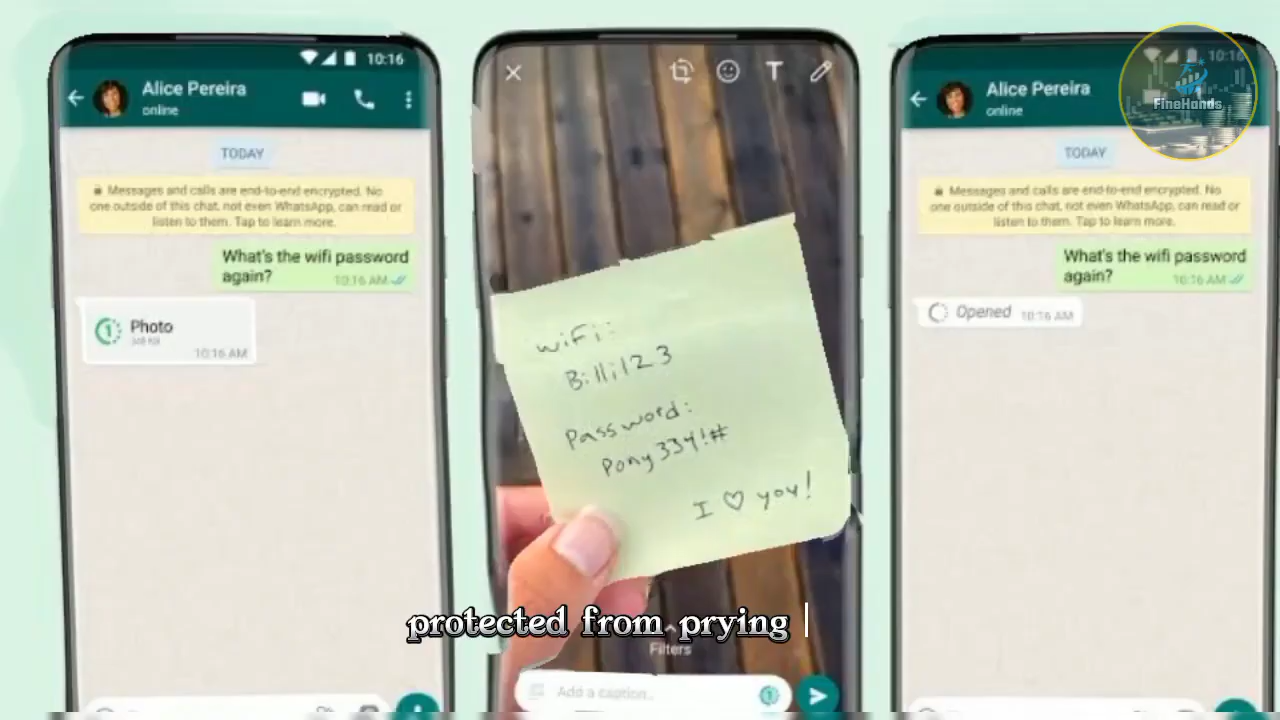 10:16
Alice Pereira
online
TODAY
Messages and calls are end-to-end encrypted. No
one outside of this chat, not even WhatsApp, can read or
listen to them. Tap to learn more.
What's the wifi password
again?
10:16 AM
1
Photo
10:16 AM
T
WiFi:
Billi123
Password:
Pony334!#
I ♡ you!
Filters
Add a caption..
1
10:16
Alice Pereira
online
TODAY
Messages and calls are end-to-end encrypted. No
one outside of this chat, not even WhatsApp, can read or
listen to them. Tap to learn more.
What's the wifi password
again?
10:16 AM
Opened 10:16 AM
FineHands
protected from prying